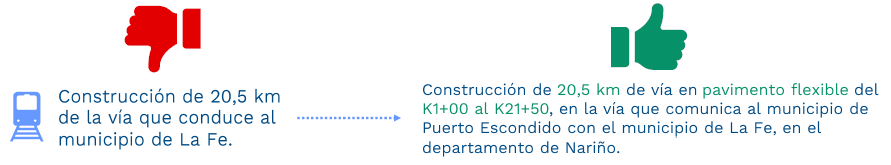 Construcción de 20,5 km
de la vía que conduce al
municipio de La Fe.
Construcción de 20,5 km de vía en pavimento flexible del
K1+00 al K21+50, en la vía que comunica al municipio de
Puerto Escondido con el municipio de La Fe, en el
departamento de Nariño.